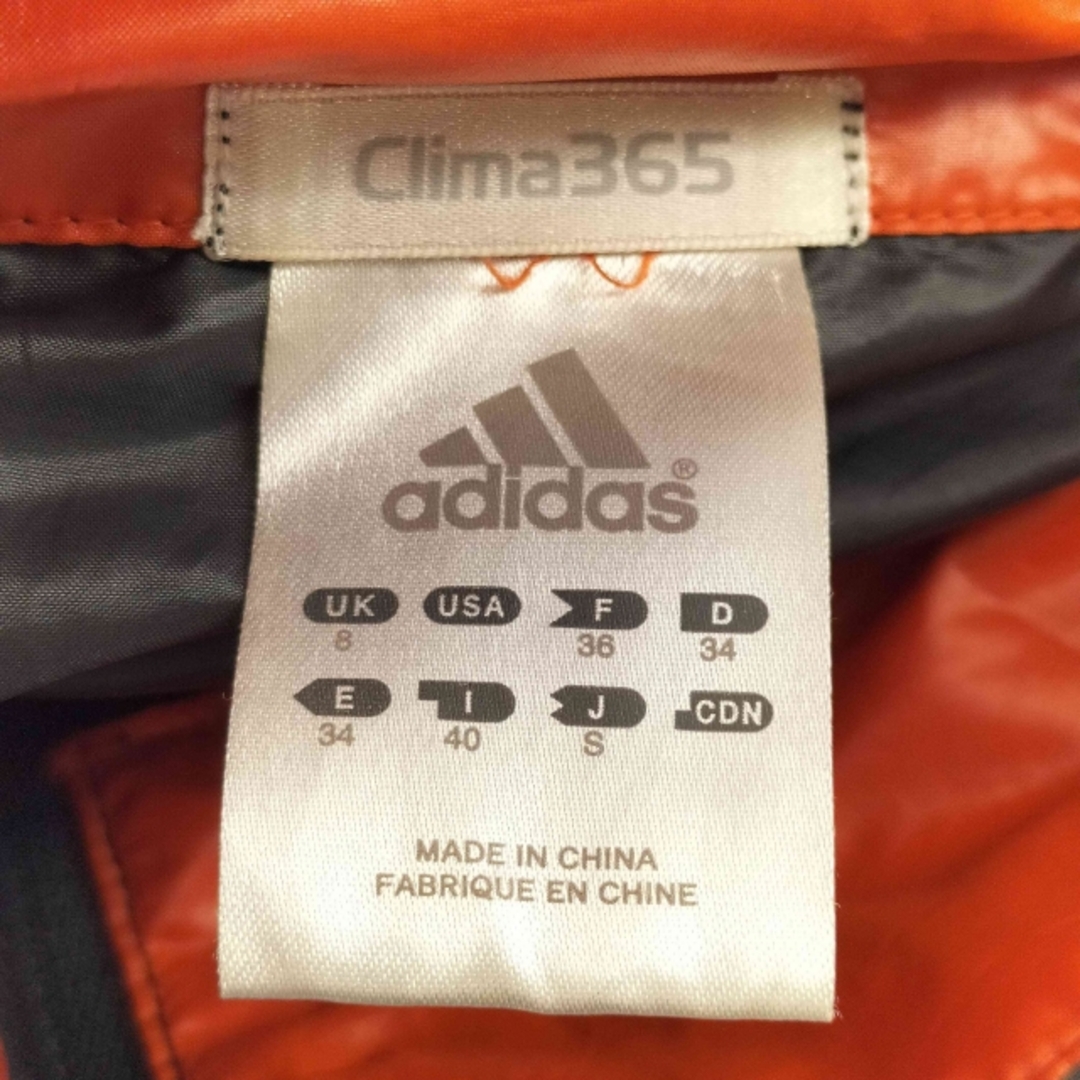 Clima365
adidas®
UK USA F D
8 36 34
E I J CDN
34 40 S
MADE IN CHINA
FABRIQUE EN CHINE